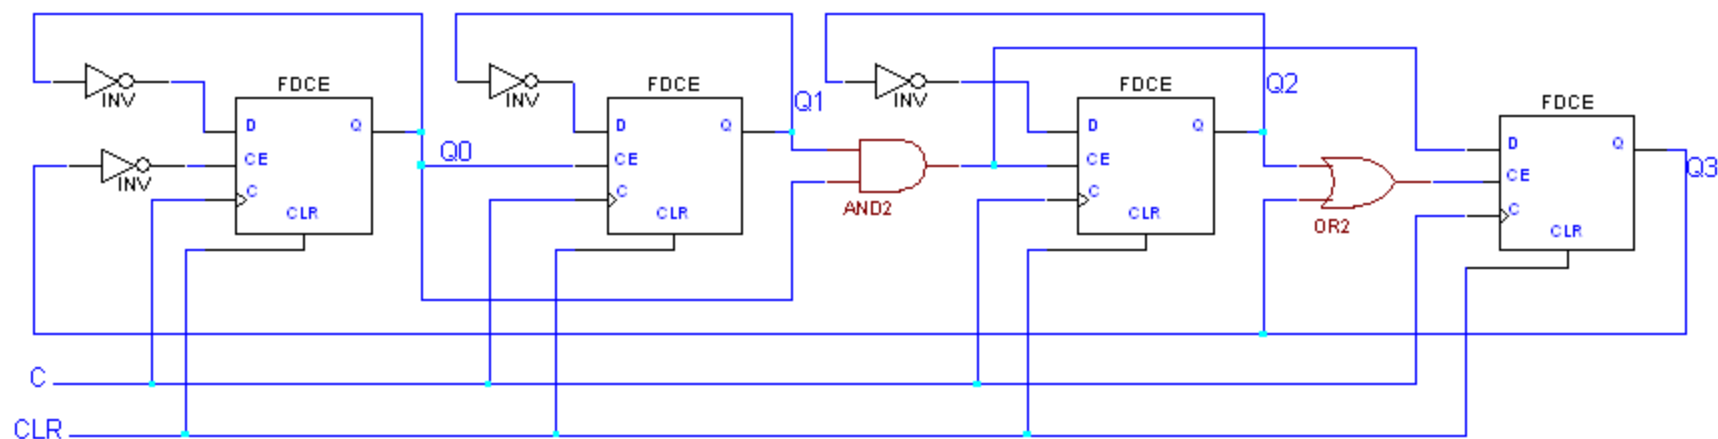 FDCE
INV
D
Q
CE
C
CLR
INV
Q0
FDCE
INV
D
Q
CE
C
CLR
Q1
AND2
FDCE
INV
D
Q
CE
C
CLR
Q2
OR2
FDCE
D
Q
CE
C
CLR
Q3
C
CLR